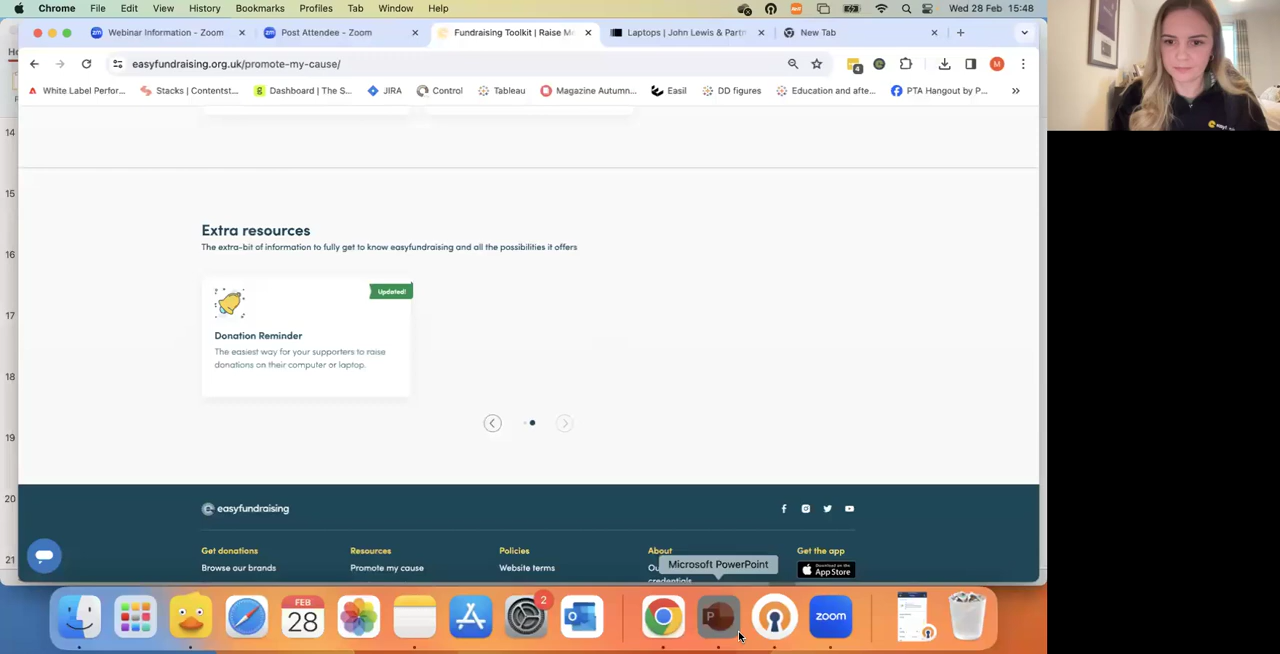 Chrome File Edit View History Bookmarks Profiles Tab Window Help Wed 28 Feb 15:48
Webinar Information - Zoom
Post Attendee - Zoom
Fundraising Toolkit | Raise M
Laptops | John Lewis & Partn
New Tab
easyfundraising.org.uk/promote-my-cause/
4
M
White Label Perfor...
Stacks | Contentst...
Dashboard | The S...
JIRA
Control
Tableau
Magazine Autumn...
Easil
DD figures
Education and afte...
PTA Hangout by P...
»
14
15
16
17
18
19
20
21
Extra resources
The extra-bit of information to fully get to know easyfundraising and all the possibilities it offers
Updated!
Donation Reminder
The easiest way for your supporters to raise
donations on their computer or laptop.
easyfundraising
Get donations
Resources
Policies
About
Get the app
Browse our brands
Promote my cause
Website terms
credentials
Download on the
App Store
Microsoft PowerPoint
FEB
28
2
P
zoom